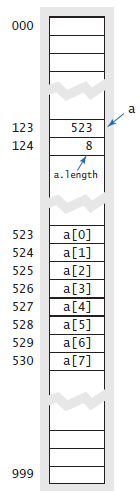 000
a
123 523
124 8
a.length
523 a[0]
524 a[1]
525 a[2]
526 a[3]
527 a[4]
528 a[5]
529 a[6]
530 a[7]
999